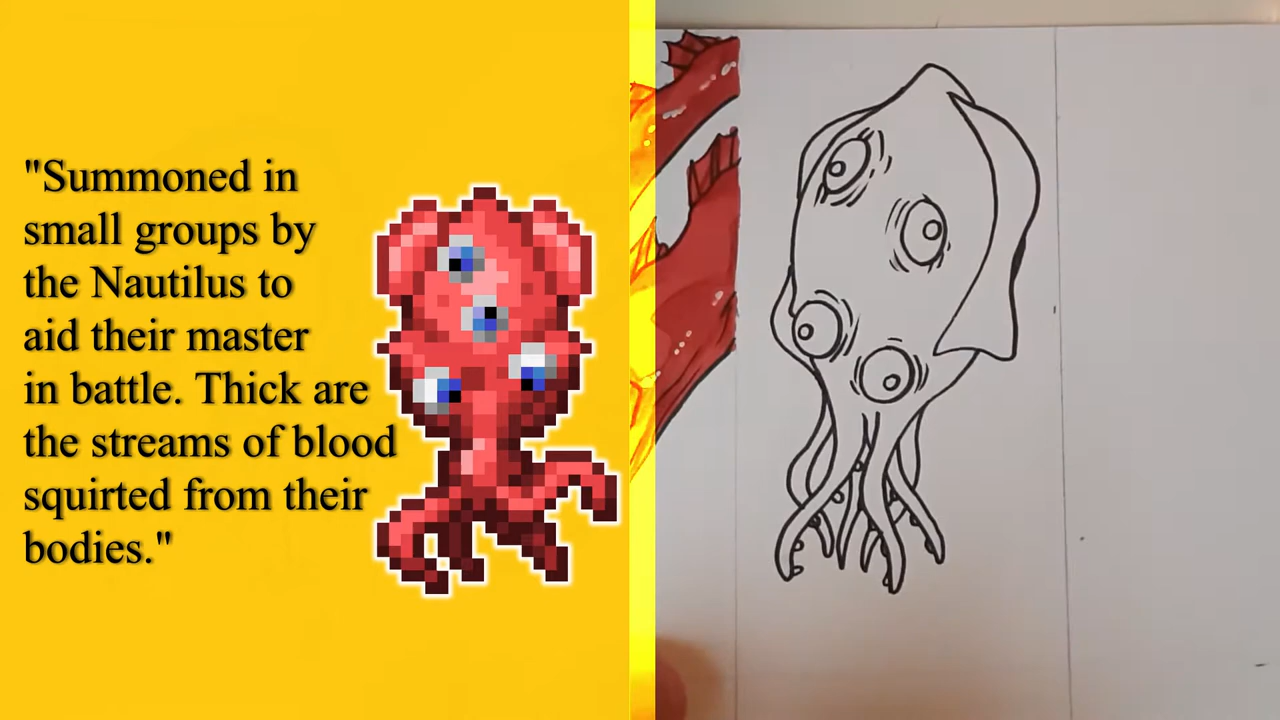 "Summoned in
small groups by
the Nautilus to
aid their master
in battle. Thick are
the streams of blood
squirted from their
bodies."